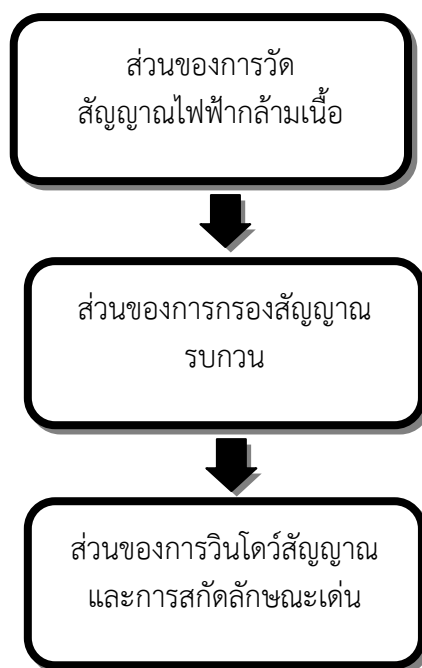 ส่วนของการวัด
สัญญาณไฟฟ้ากล้ามเนื้อ
ส่วนของการกรองสัญญาณ
รบกวน
ส่วนของการวินโดว์สัญญาณ
และการสกัดลักษณะเด่น